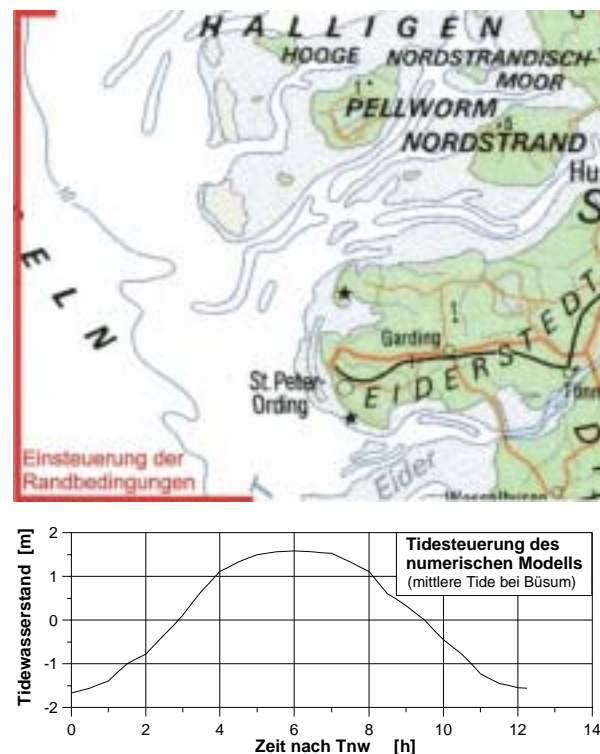 HALLIGEN
HOOGE
NORDSTRANDISCH-
MOOR
PELLWORM
NORDSTRAND
Hu
S
10
ELN
Garding
St. Peter-
Ording
EIDERSTEDT
Tönn
D
Eider
Einsteuerung der
Randbedingungen
Tidewasserstand [m]
2
1
0
-1
-2
Tidesteuerung des
numerischen Modells
(mittlere Tide bei Büsum)
0 2 4 6 8 10 12 14
Zeit nach Tnw [h]